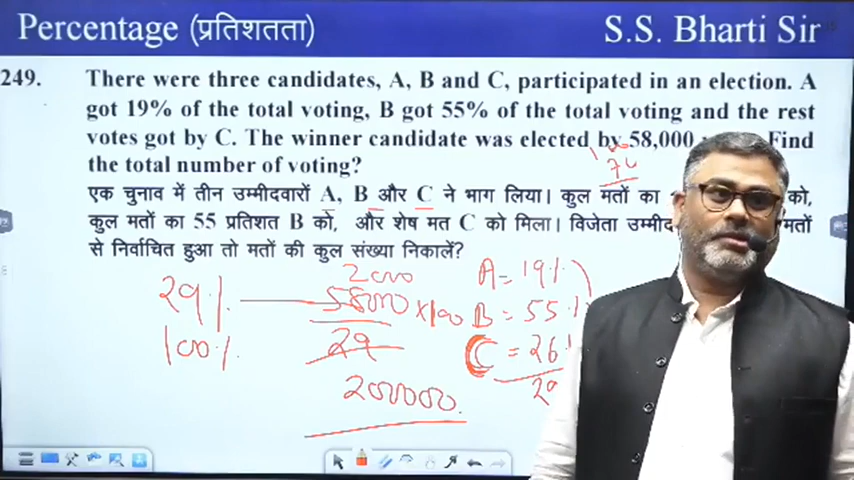 Percentage (प्रतिशतता)
S.S. Bharti Sir
249. There were three candidates, A, B and C, participated in an election. A
got 19% of the total voting, B got 55% of the total voting and the rest
votes got by C. The winner candidate was elected by 58,000 Find
the total number of voting?
एक चुनाव में तीन उम्मीदवारों A, B और C ने भाग लिया। कुल मतों का को,
कुल मतों का 55 प्रतिशत B को, और शेष मत C को मिला। विजेता मतों
से निर्वाचित हुआ तो मतों की कुल संख्या निकालें?
29% 2000 A = 19%
58000 × 100 B = 55%
100% 29 C = 26
200000 29